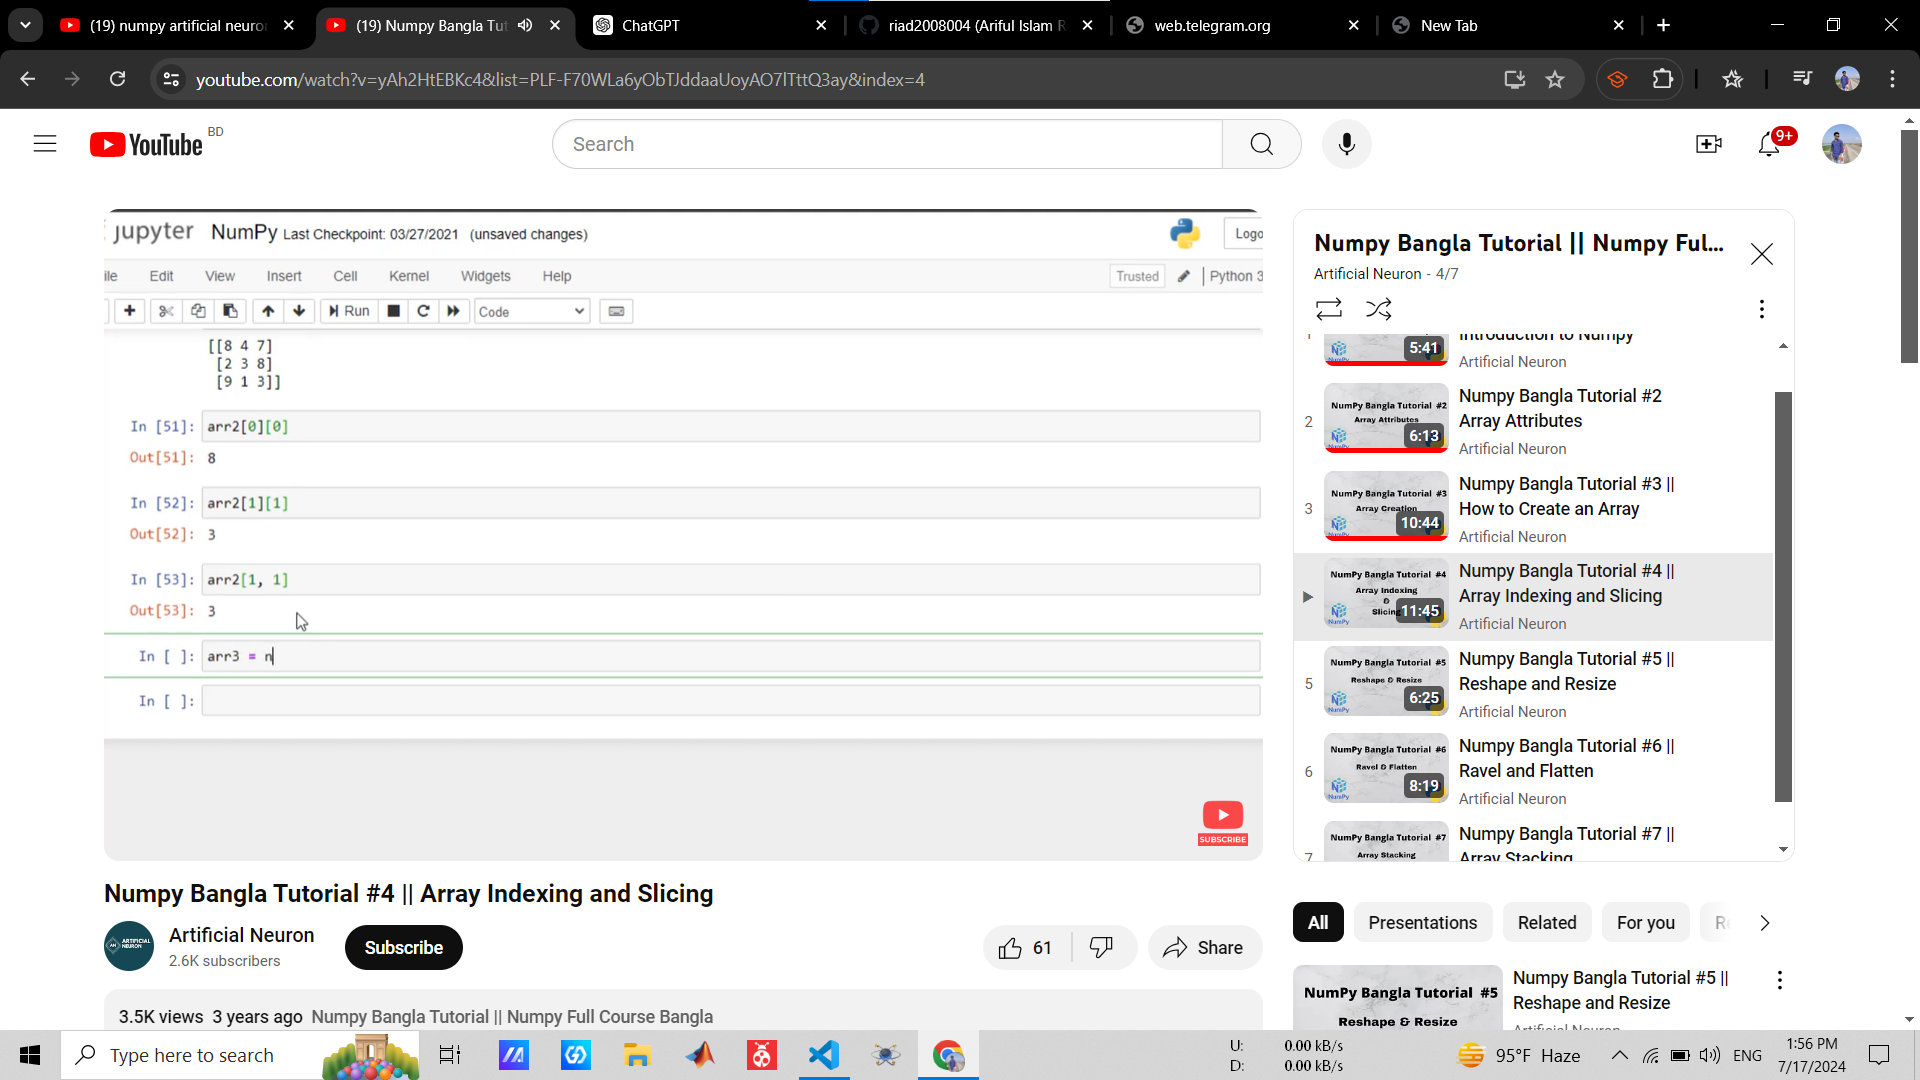 (19) numpy artificial neuro
(19) Numpy Bangla Tut
ChatGPT
riad2008004 (Ariful Islam R
web.telegram.org
New Tab
youtube.com/watch?v=yAh2HtEBKc4&list=PLF-F70WLa6yObTJddaaUoyAO7lTttQ3ay&index=4
YouTube BD
Search
9+
jupyter NumPy Last Checkpoint: 03/27/2021 (unsaved changes)
Logo
ile Edit View Insert Cell Kernel Widgets Help
Trusted
Python 3
Run
Code
[[8 4 7]
[2 3 8]
[9 1 3]]
In [51]: arr2[0][0]
Out[51]: 8
In [52]: arr2[1][1]
Out[52]: 3
In [53]: arr2[1, 1]
Out[53]: 3
In [ ]: arr3 = n
In [ ]:
SUBSCRIBE
Numpy Bangla Tutorial #4 || Array Indexing and Slicing
Artificial Neuron
2.6K subscribers
Subscribe
61
Share
3.5K views 3 years ago Numpy Bangla Tutorial || Numpy Full Course Bangla
Numpy Bangla Tutorial || Numpy Ful...
Artificial Neuron - 4/7
1
5:41
Introduction to Numpy
Artificial Neuron
2
NumPy Bangla Tutorial #2
Array Attributes
NumPy
6:13
Numpy Bangla Tutorial #2
Array Attributes
Artificial Neuron
3
NumPy Bangla Tutorial #3
Array Creation
NumPy
10:44
Numpy Bangla Tutorial #3 ||
How to Create an Array
Artificial Neuron
NumPy Bangla Tutorial #4
Array Indexing
&
Slicing
NumPy
11:45
Numpy Bangla Tutorial #4 ||
Array Indexing and Slicing
Artificial Neuron
5
NumPy Bangla Tutorial #5
Reshape & Resize
NumPy
6:25
Numpy Bangla Tutorial #5 ||
Reshape and Resize
Artificial Neuron
6
NumPy Bangla Tutorial #6
Ravel & Flatten
NumPy
8:19
Numpy Bangla Tutorial #6 ||
Ravel and Flatten
Artificial Neuron
7
NumPy Bangla Tutorial #7
Array Stacking
Numpy Bangla Tutorial #7 ||
Array Stacking
All
Presentations
Related
For you
Re
NumPy Bangla Tutorial #5
Reshape & Resize
Numpy Bangla Tutorial #5 ||
Reshape and Resize
Artificial Neuron
Type here to search
U: 0.00 kB/s
D: 0.00 kB/s
95°F Haze
ENG
1:56 PM
7/17/2024